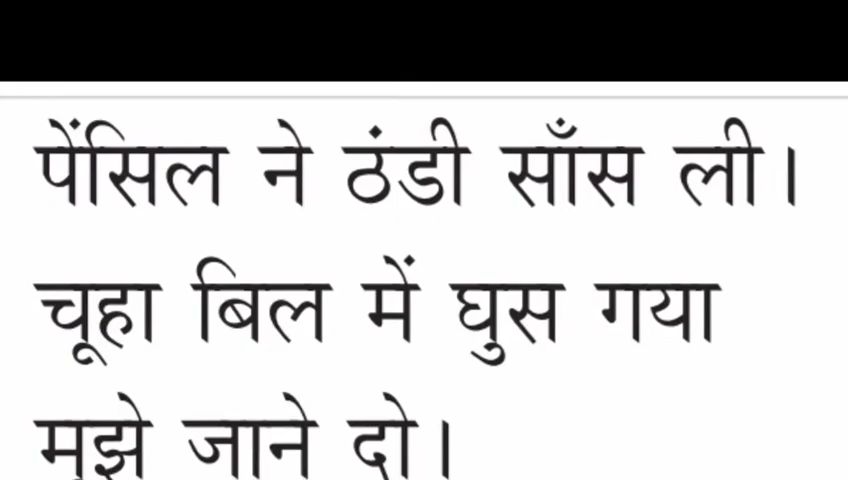 पेंसिल ने ठंडी साँस ली।
चूहा बिल में घुस गया
मुझे जाने दो।